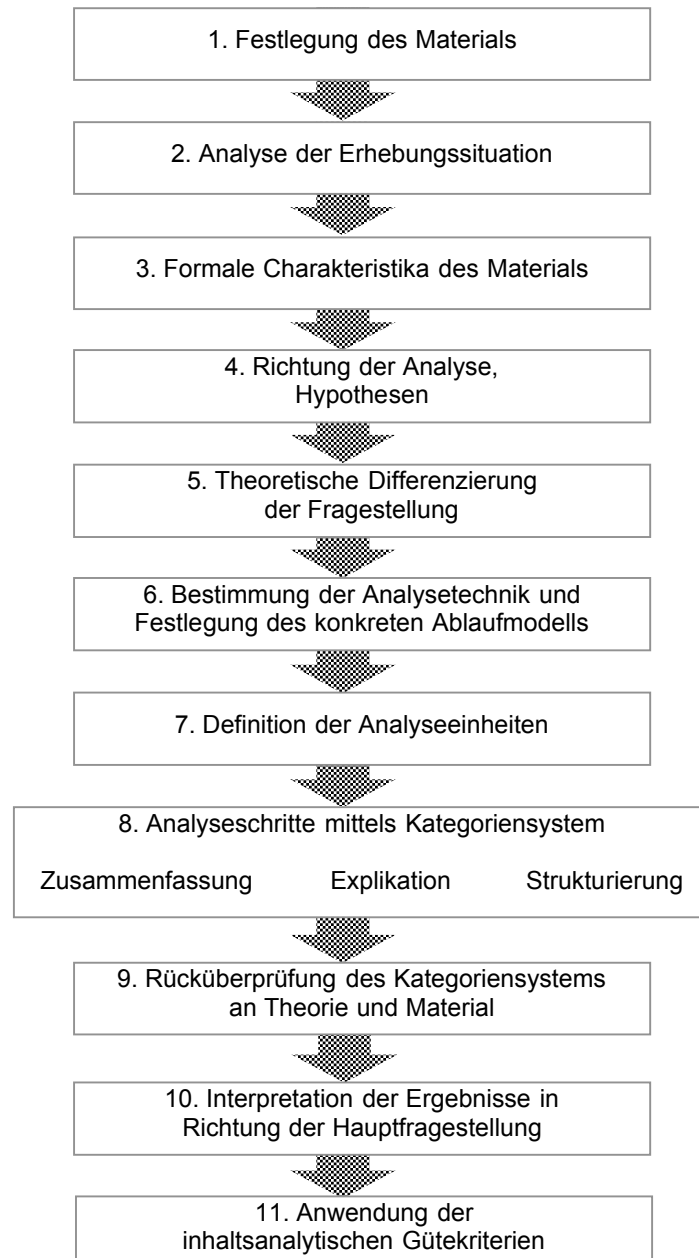 1. Festlegung des Materials
2. Analyse der Erhebungssituation
3. Formale Charakteristika des Materials
4. Richtung der Analyse,
Hypothesen
5. Theoretische Differenzierung
der Fragestellung
6. Bestimmung der Analysetechnik und
Festlegung des konkreten Ablaufmodells
7. Definition der Analyseeinheiten
8. Analyseschritte mittels Kategoriensystem
Zusammenfassung Explikation Strukturierung
9. Rücküberprüfung des Kategoriensystems
an Theorie und Material
10. Interpretation der Ergebnisse in
Richtung der Hauptfragestellung
11. Anwendung der
inhaltsanalytischen Gütekriterien